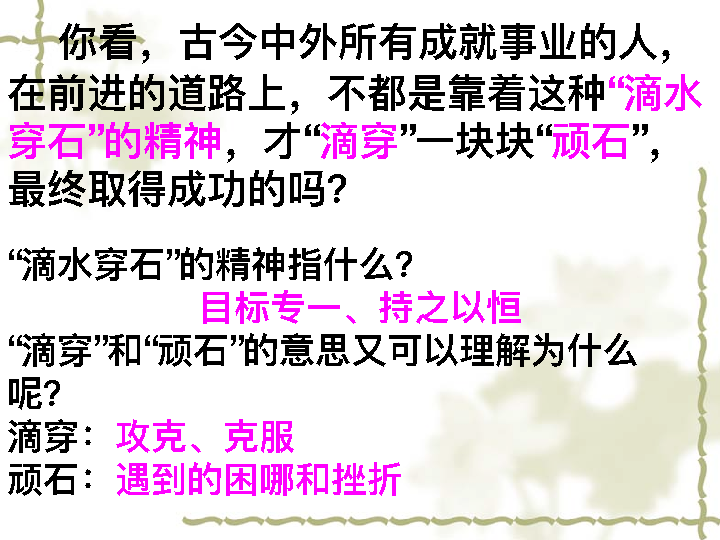 你看，古今中外所有成就事业的人，
在前进的道路上，不都是靠着这种“滴水
穿石”的精神，才“滴穿”一块块“顽石”，
最终取得成功的吗？
“滴水穿石”的精神指什么？
目标专一、持之以恒
“滴穿”和“顽石”的意思又可以理解为什么
呢？
滴穿：攻克、克服
顽石：遇到的困哪和挫折